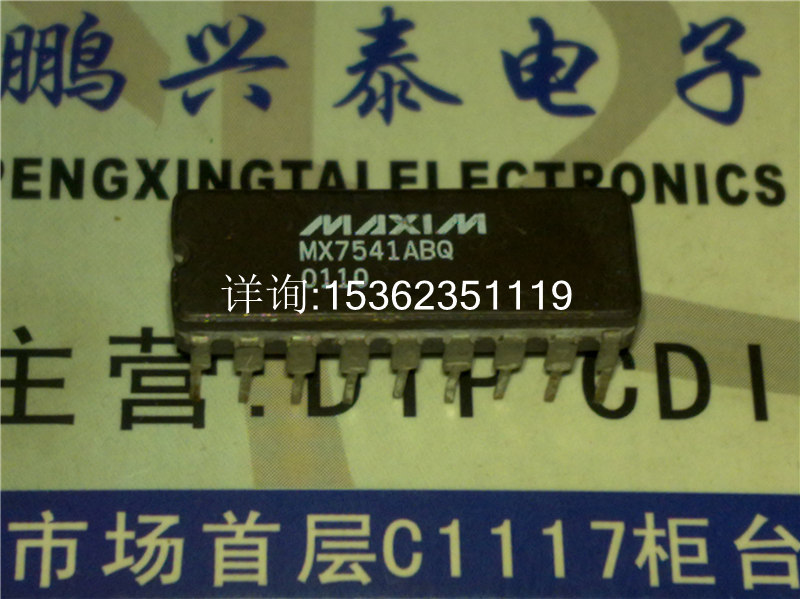 鹏兴泰电子
PENGXINGTAIELECTRONICS
MAXIM
MX7541ABQ
0110
详询:15362351119
主营:DIP CDI
市场首层C1117柜台